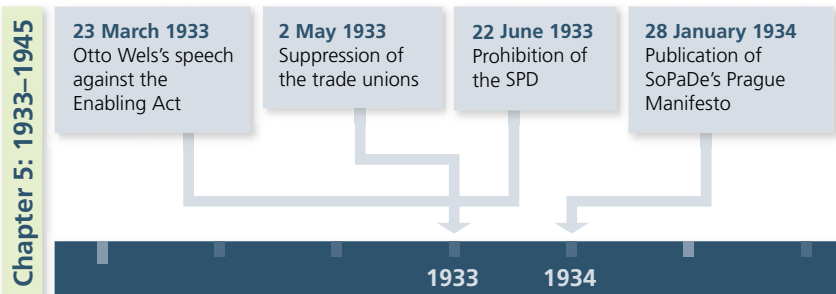 Chapter 5: 1933–1945
23 March 1933
Otto Wels’s speech
against the
Enabling Act
2 May 1933
Suppression of
the trade unions
22 June 1933
Prohibition of
the SPD
28 January 1934
Publication of
SoPaDe’s Prague
Manifesto
1933
1934